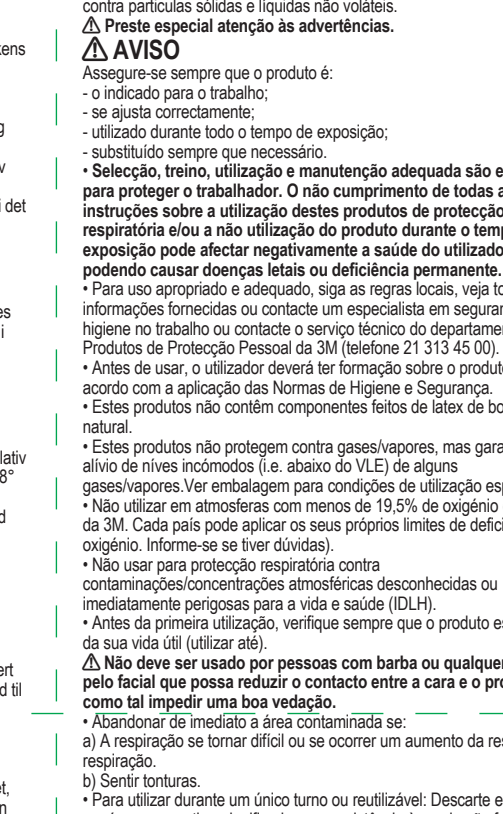 kens
g
v
i det
es
i
lativ
8°
d
ert
d til
et,
n
contra partículas sólidas e líquidas não voláteis.
⚠ Preste especial atenção às advertências.
⚠ AVISO
Assegure-se sempre que o produto é:
- o indicado para o trabalho;
- se ajusta correctamente;
- utilizado durante todo o tempo de exposição;
- substituído sempre que necessário.
• Selecção, treino, utilização e manutenção adequada são e
para proteger o trabalhador. O não cumprimento de todas a
instruções sobre a utilização destes produtos de protecção
respiratória e/ou a não utilização do produto durante o temp
exposição pode afectar negativamente a saúde do utilizado
podendo causar doenças letais ou deficiência permanente.
• Para uso apropriado e adequado, siga as regras locais, veja to
informações fornecidas ou contacte um especialista em seguran
higiene no trabalho ou contacte o serviço técnico do departamen
Produtos de Protecção Pessoal da 3M (telefone 21 313 45 00).
• Antes de usar, o utilizador deverá ter formação sobre o produto
acordo com a aplicação das Normas de Higiene e Segurança.
• Estes produtos não contêm componentes feitos de latex de bo
natural.
• Estes produtos não protegem contra gases/vapores, mas gara
alívio de níves incómodos (i.e. abaixo do VLE) de alguns
gases/vapores.Ver embalagem para condições de utilização esp
• Não utilizar em atmosferas com menos de 19,5% de oxigénio
da 3M. Cada país pode aplicar os seus próprios limites de defici
oxigénio. Informe-se se tiver dúvidas).
• Não usar para protecção respiratória contra
contaminações/concentrações atmosféricas desconhecidas ou
imediatamente perigosas para a vida e saúde (IDLH).
• Antes da primeira utilização, verifique sempre que o produto es
da sua vida útil (utilizar até).
⚠ Não deve ser usado por pessoas com barba ou qualquer
pelo facial que possa reduzir o contacto entre a cara e o pro
como tal impedir uma boa vedação.
• Abandonar de imediato a área contaminada se:
a) A respiração se tornar difícil ou se ocorrer um aumento da res
respiração.
b) Sentir tonturas.
• Para utilizar durante um único turno ou reutilizável: Descarte e